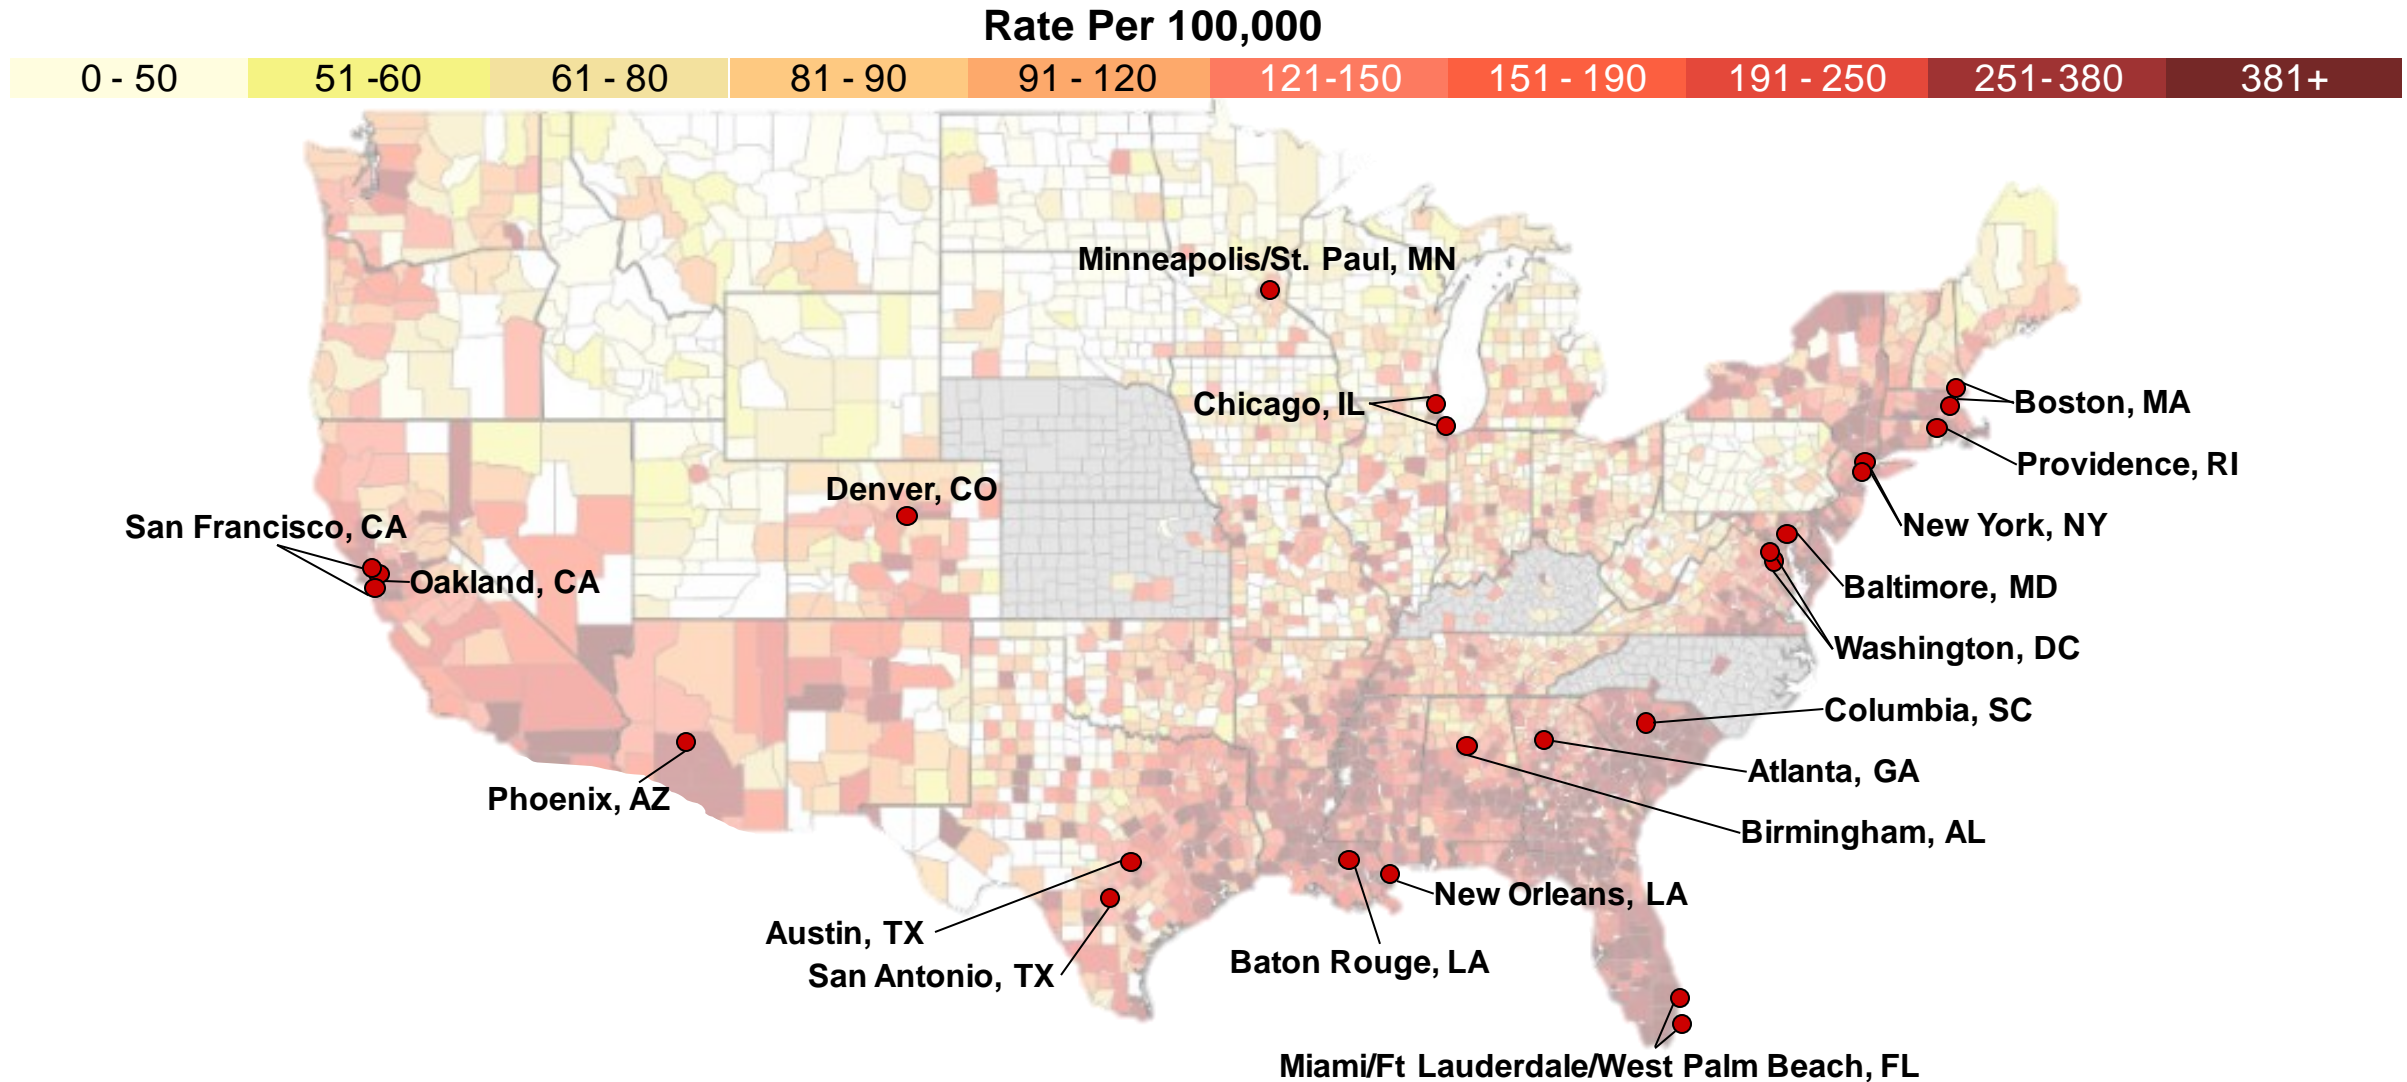 Rate Per 100,000
0 - 50 51 -60 61 - 80 81 - 90 91 - 120 121-150 151 - 190 191 - 250 251-380 381+
Minneapolis/St. Paul, MN
Chicago, IL
Boston, MA
Providence, RI
Denver, CO
New York, NY
San Francisco, CA
Oakland, CA
Baltimore, MD
Washington, DC
Columbia, SC
Atlanta, GA
Phoenix, AZ
Birmingham, AL
New Orleans, LA
Austin, TX
Baton Rouge, LA
San Antonio, TX
Miami/Ft Lauderdale/West Palm Beach, FL